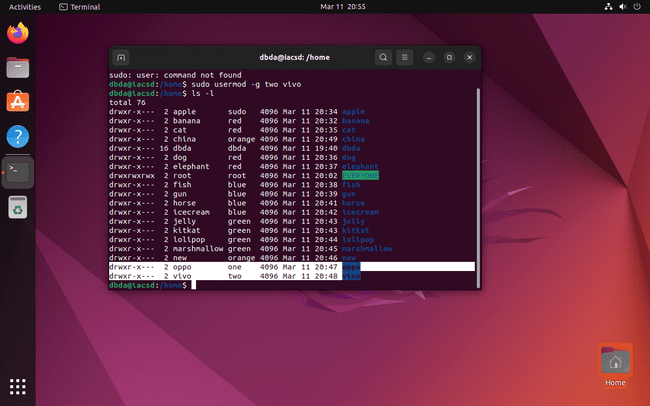 Activities Terminal Mar 11 20:55
dbda@iacsd: /home
sudo: user: command not found
dbda@iacsd:/home$ sudo usermod -g two vivo
dbda@iacsd:/home$ ls -l
total 76
drwxr-x--- 2 apple sudo 4096 Mar 11 20:34 apple
drwxr-x--- 2 banana red 4096 Mar 11 20:32 banana
drwxr-x--- 2 cat red 4096 Mar 11 20:35 cat
drwxr-x--- 2 china orange 4096 Mar 11 20:49 china
drwxr-x--- 16 dbda dbda 4096 Mar 11 19:40 dbda
drwxr-x--- 2 dog red 4096 Mar 11 20:36 dog
drwxr-x--- 2 elephant red 4096 Mar 11 20:37 elephant
drwxrwxrwx 2 root root 4096 Mar 11 20:02 EVERYONE
drwxr-x--- 2 fish blue 4096 Mar 11 20:38 fish
drwxr-x--- 2 gun blue 4096 Mar 11 20:39 gun
drwxr-x--- 2 horse blue 4096 Mar 11 20:41 horse
drwxr-x--- 2 icecream blue 4096 Mar 11 20:42 icecream
drwxr-x--- 2 jelly green 4096 Mar 11 20:43 jelly
drwxr-x--- 2 kitkat green 4096 Mar 11 20:43 kitkat
drwxr-x--- 2 lolipop green 4096 Mar 11 20:44 lolipop
drwxr-x--- 2 marshmallow green 4096 Mar 11 20:45 marshmallow
drwxr-x--- 2 new orange 4096 Mar 11 20:46 new
drwxr-x--- 2 oppo one 4096 Mar 11 20:47 oppo
drwxr-x--- 2 vivo two 4096 Mar 11 20:48 vivo
dbda@iacsd:/home$
Home